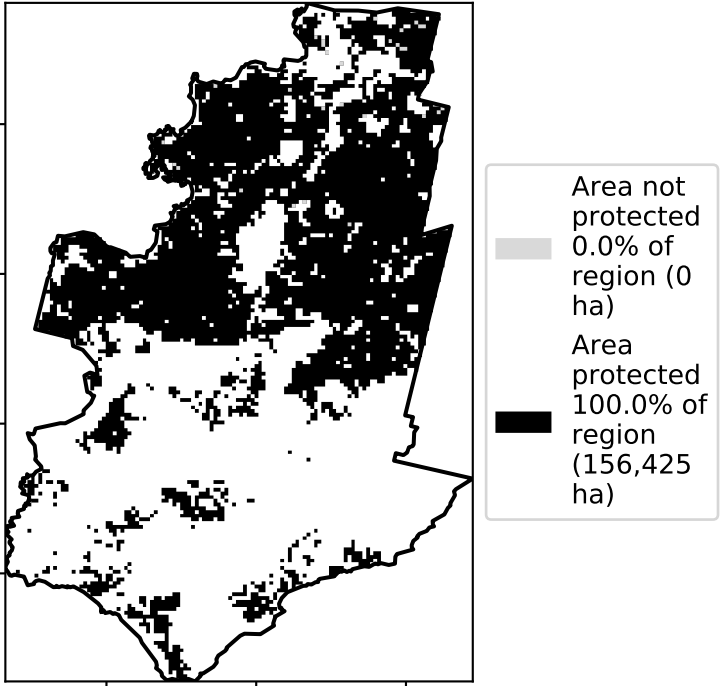 Area not
protected
0.0% of
region (0
ha)
Area
protected
100.0% of
region
(156,425
ha)